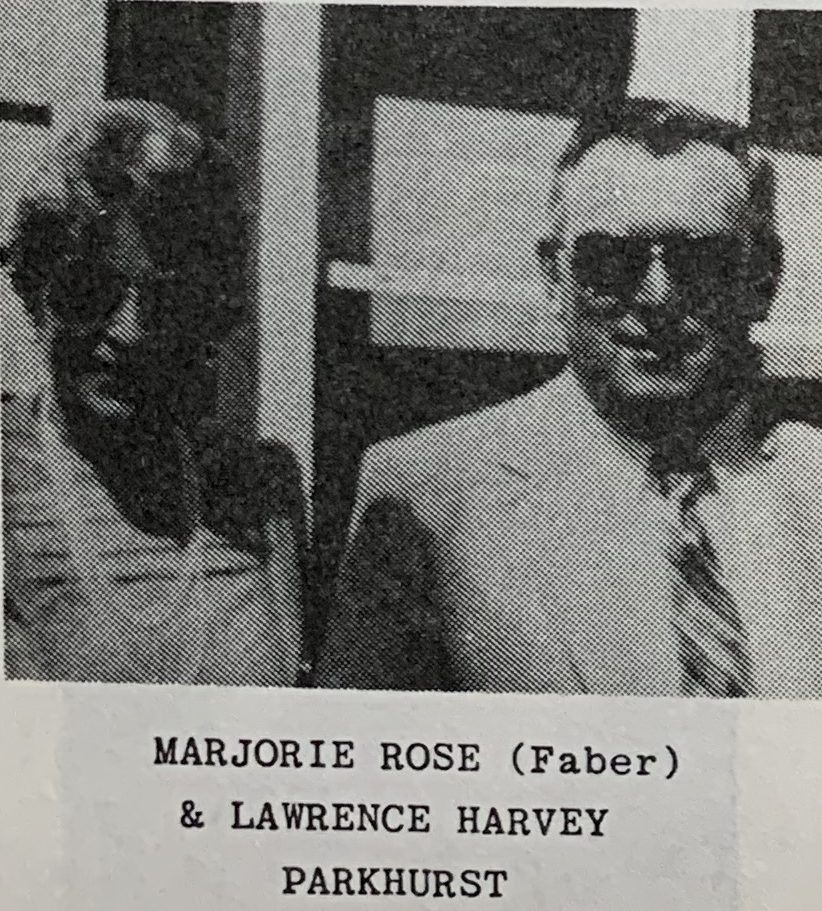 MARJORIE ROSE (Faber)
& LAWRENCE HARVEY
PARKHURST